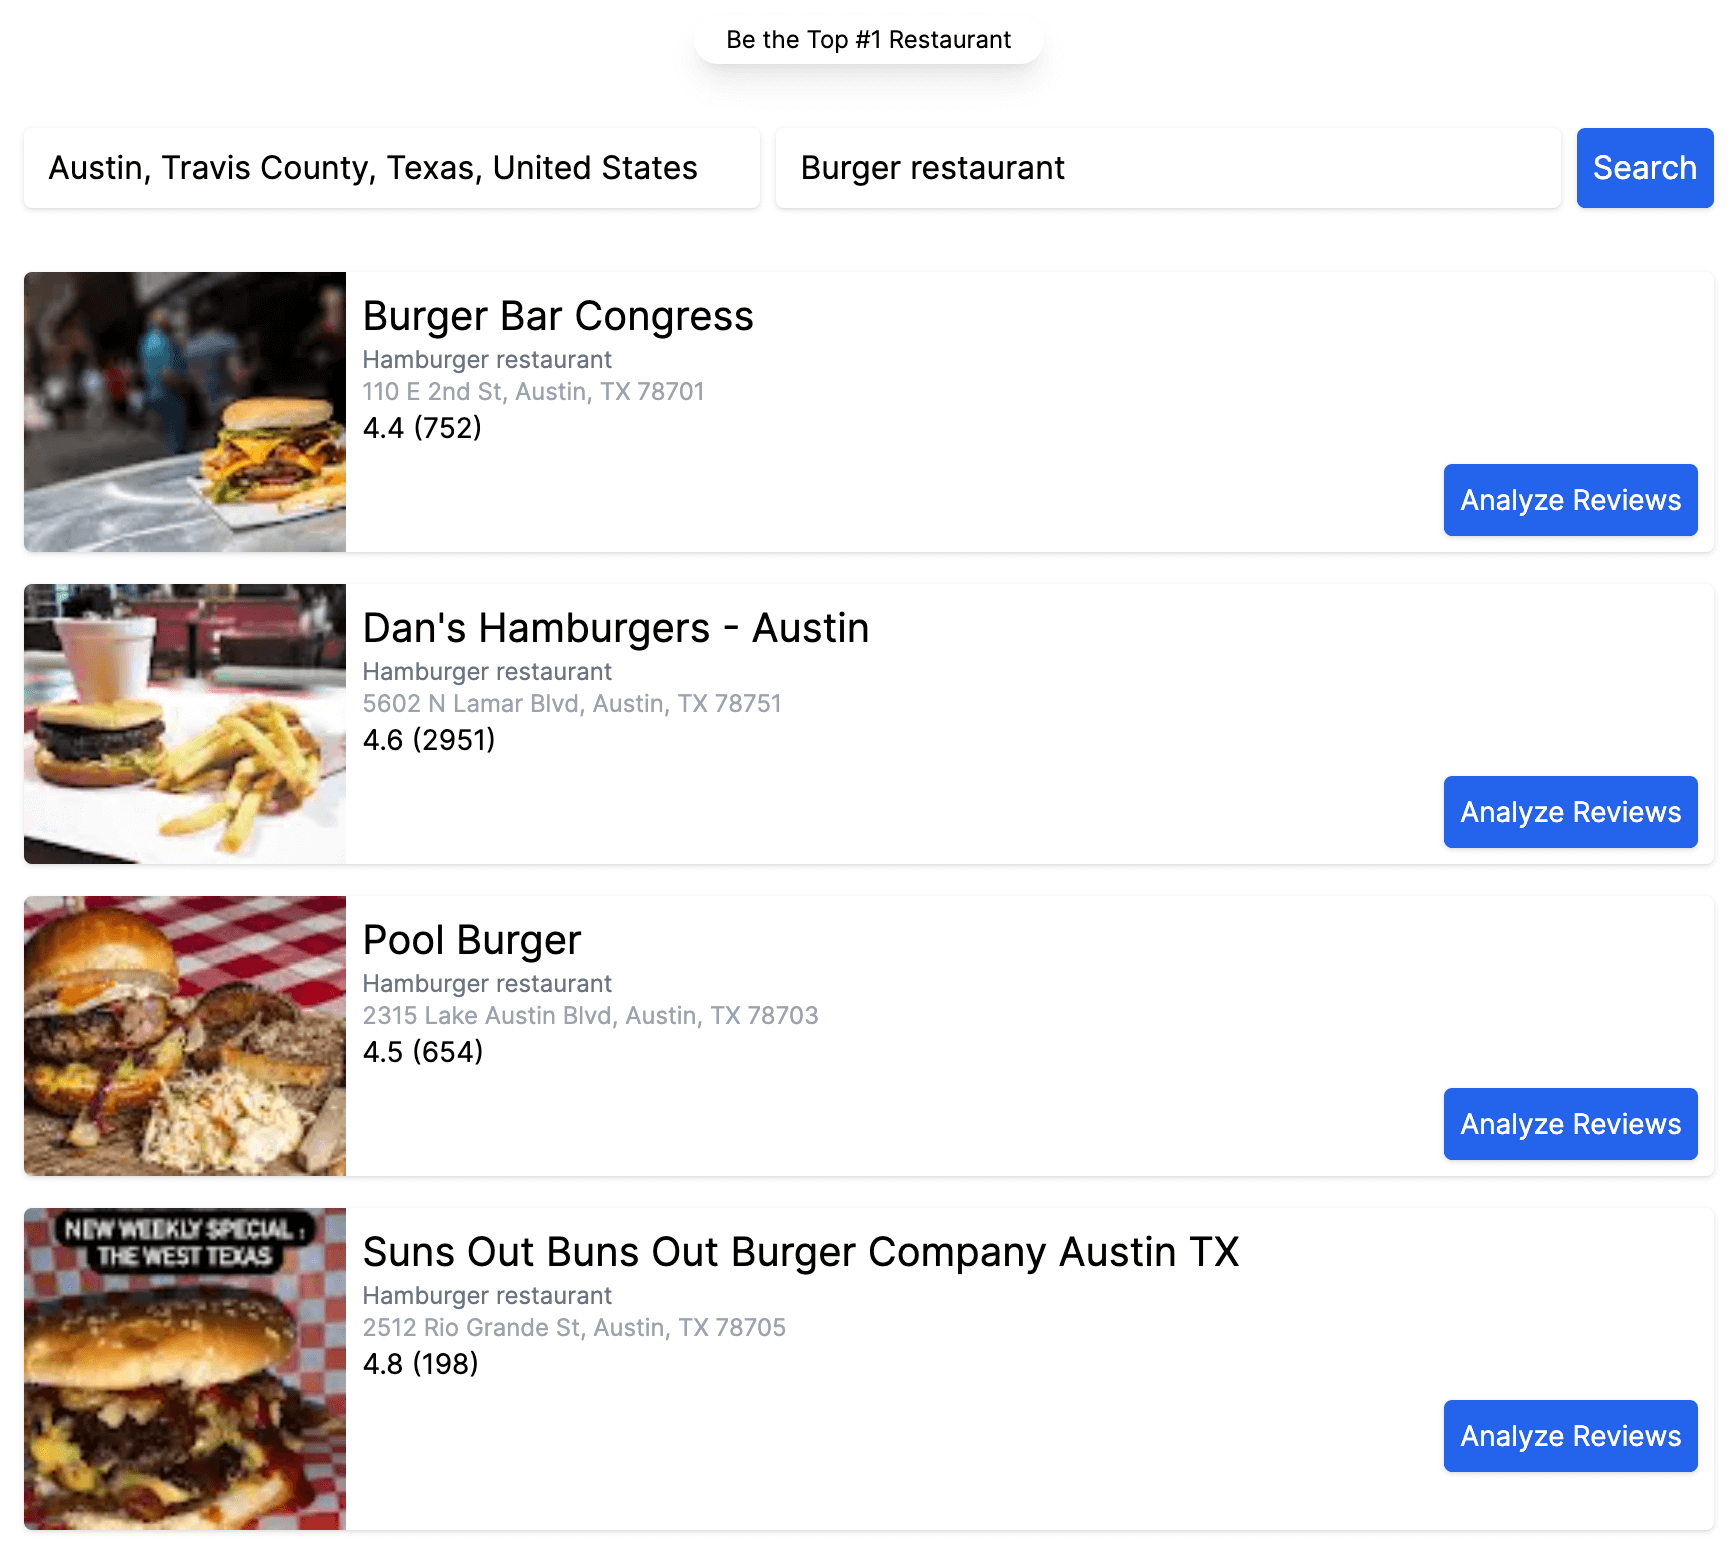 Be the Top #1 Restaurant
Austin, Travis County, Texas, United States
Burger restaurant
Search
Burger Bar Congress
Hamburger restaurant
110 E 2nd St, Austin, TX 78701
4.4 (752)
Analyze Reviews
Dan's Hamburgers - Austin
Hamburger restaurant
5602 N Lamar Blvd, Austin, TX 78751
4.6 (2951)
Analyze Reviews
Pool Burger
Hamburger restaurant
2315 Lake Austin Blvd, Austin, TX 78703
4.5 (654)
Analyze Reviews
NEW WEEKLY SPECIAL :
THE WEST TEXAS
Suns Out Buns Out Burger Company Austin TX
Hamburger restaurant
2512 Rio Grande St, Austin, TX 78705
4.8 (198)
Analyze Reviews